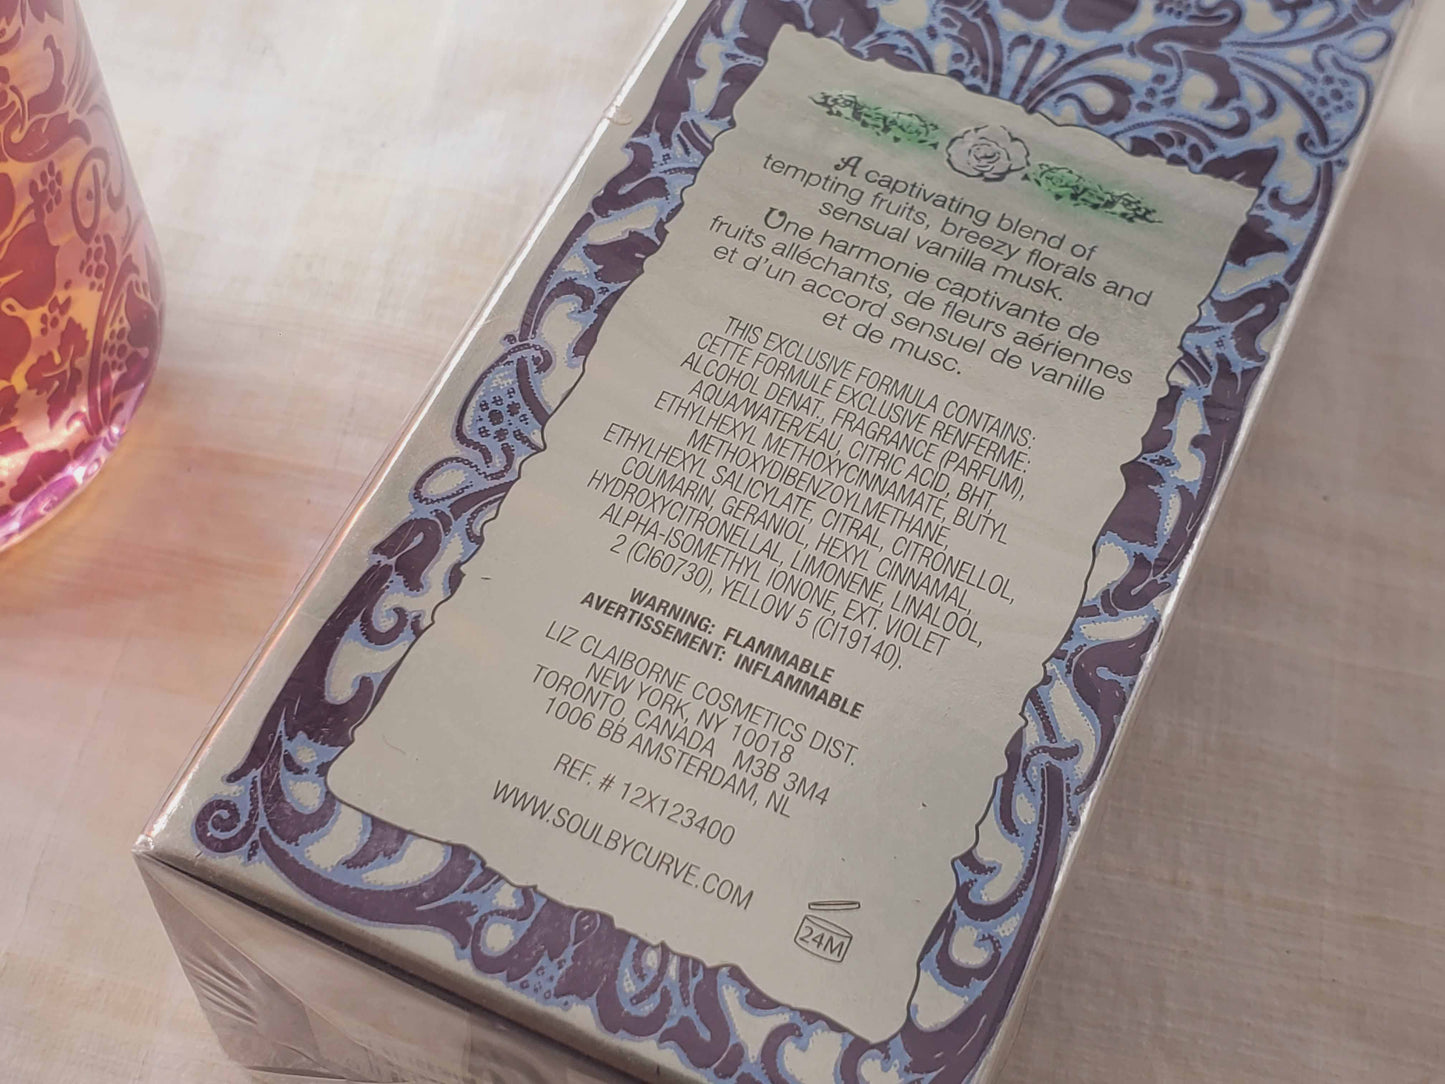 A captivating blend of
tempting fruits, breezy florals and
sensual vanilla musk.
Une harmonie captivante de
fruits alléchants, de fleurs aériennes
et d'un accord sensuel de vanille
et de musc.
THIS EXCLUSIVE FORMULA CONTAINS:
CETTE FORMULE EXCLUSIVE RENFERME:
ALCOHOL DENAT. FRAGRANCE (PARFUM),
AQUA/WATER/EAU, CITRIC ACID, BHT,
ETHYLHEXYL METHOXYCINNAMATE, BUTYL
METHOXYDIBENZOYLMETHANE,
ETHYLHEXYL SALICYLATE, CITRAL, CITRONELLOL,
COUMARIN, GERANIOL, HEXYL CINNAMAL,
HYDROXYCITRONELLAL, LIMONENE, LINALOOL,
ALPHA-ISOMETHYL IONONE, EXT. VIOLET
2 (CI60730), YELLOW 5 (CI19140).
WARNING: FLAMMABLE
AVERTISSEMENT: INFLAMMABLE
LIZ CLAIBORNE COSMETICS DIST.
NEW YORK, NY 10018
TORONTO, CANADA M3B 3M4
1006 BB AMSTERDAM, NL
REF. # 12X123400
WWW.SOULBYCURVE.COM
24M